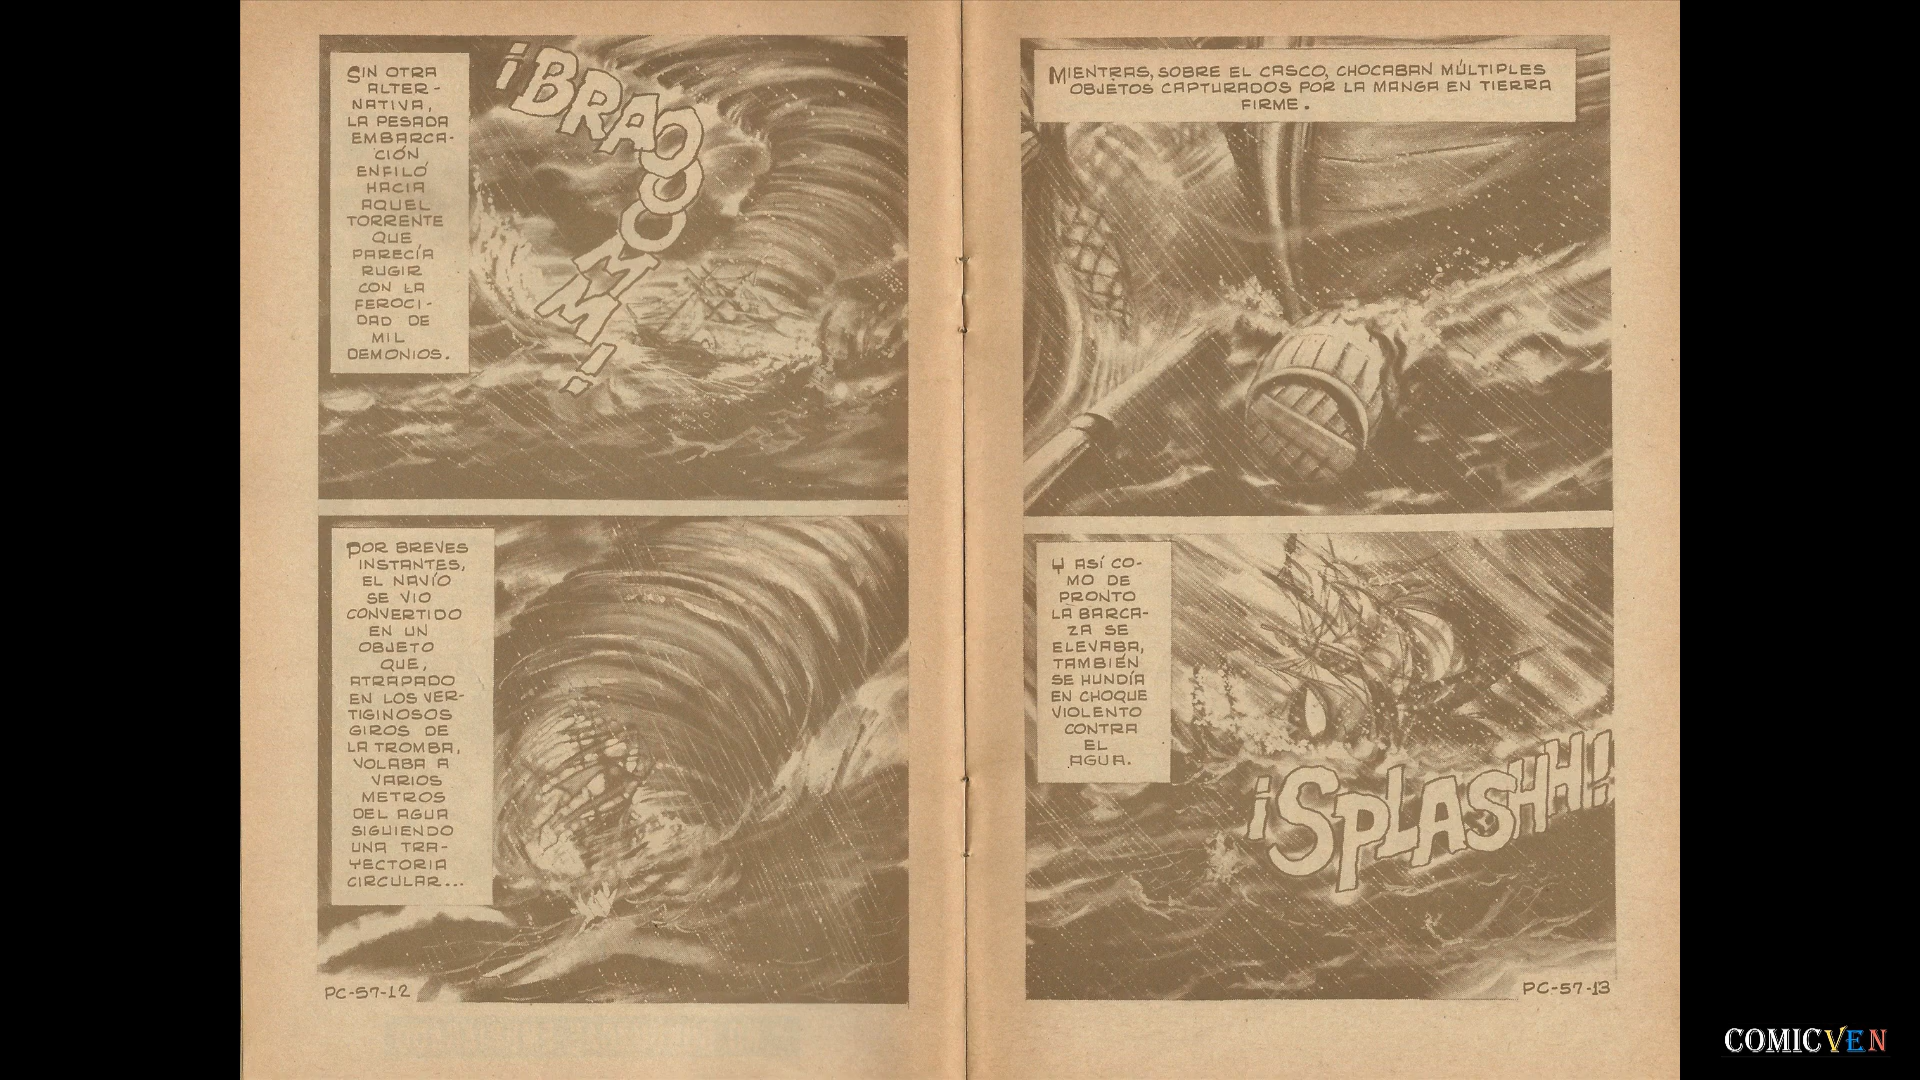 SIN OTRA
ALTER-
NATIVA,
LA PESADA
EMBARCA-
CIÓN
ENFILÓ
HACIA
AQUEL
TORRENTE
QUE
PARECÍA
RUGIR
CON LA
FEROCI-
DAD DE
MIL
DEMONIOS.
¡BRAOOOMM!
POR BREVES
INSTANTES,
EL NAVÍO
SE VIO
CONVERTIDO
EN UN
OBJETO
QUE,
ATRAPADO
EN LOS VER-
TIGINOSOS
GIROS DE
LA TROMBA,
VOLABA A
VARIOS
METROS
DEL AGUA
SIGUIENDO
UNA TRA-
YECTORIA
CIRCULAR...
PC-57-12
MIENTRAS, SOBRE EL CASCO, CHOCABAN MÚLTIPLES
OBJETOS CAPTURADOS POR LA MANGA EN TIERRA
FIRME.
Y ASÍ CO-
MO DE
PRONTO
LA BARCA-
ZA SE
ELEVABA,
TAMBIÉN
SE HUNDÍA
EN CHOQUE
VIOLENTO
CONTRA
EL
AGUA.
¡SPLASHHH!
PC-57-13
COMICVEN